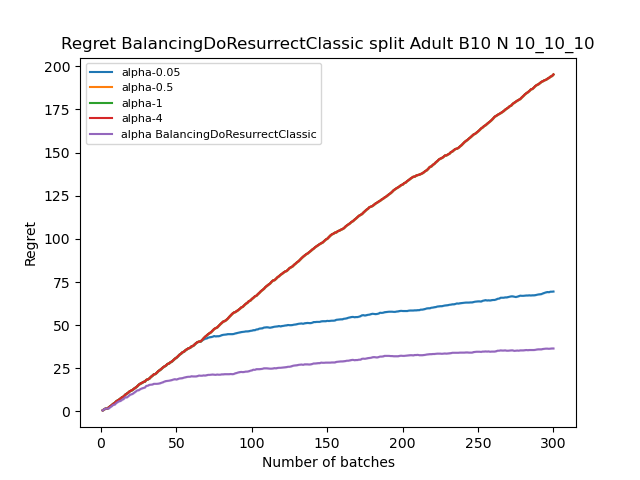 Regret BalancingDoResurrectClassic split Adult B10 N 10_10_10
200
175
150
125
100
75
50
25
0
Regret
alpha-0.05
alpha-0.5
alpha-1
alpha-4
alpha BalancingDoResurrectClassic
0 50 100 150 200 250 300
Number of batches